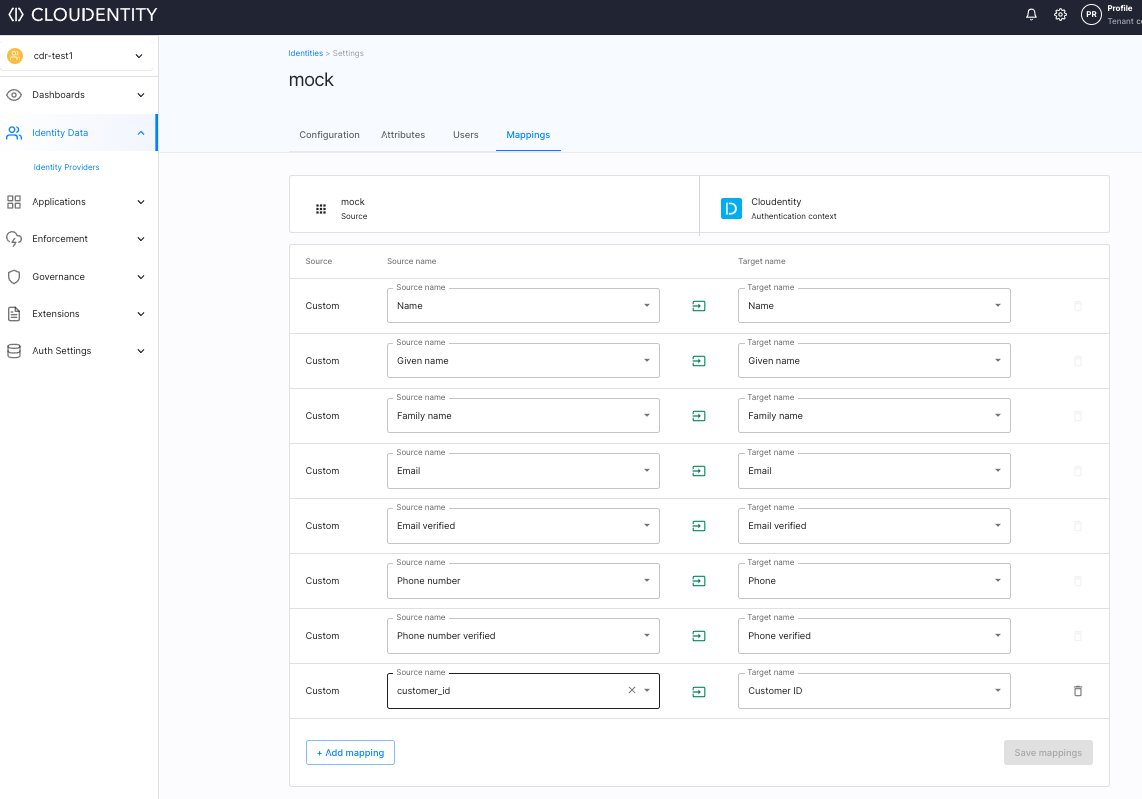 CLOUDENTITY
PR
Profile
Tenant
cdr-test1
Dashboards
Identity Data
Identity Providers
Applications
Enforcement
Governance
Extensions
Auth Settings
Identities > Settings
mock
Configuration Attributes Users Mappings
mock
Source
Cloudentity
Authentication context
Source Source name Target name
Source name Target name
Custom Name Name
Source name Target name
Custom Given name Given name
Source name Target name
Custom Family name Family name
Source name Target name
Custom Email Email
Source name Target name
Custom Email verified Email verified
Source name Target name
Custom Phone number Phone
Source name Target name
Custom Phone number verified Phone verified
Source name Target name
Custom customer_id Customer ID
+ Add mapping Save mappings